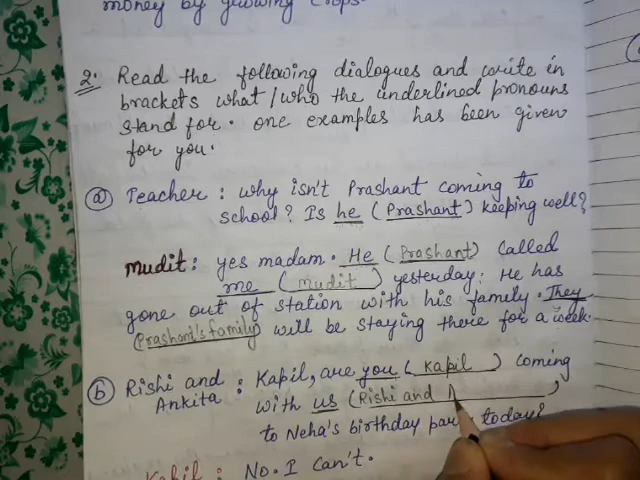 money by growing crops.
2. Read the following dialogues and write in
brackets what / who the underlined pronouns
stand for. one examples has been given
for you.
(a) Teacher : why isn't Prashant coming to
school? Is he (Prashant) keeping well?
Mudit : yes madam. He (Prashant) called
me (mudit) yesterday. He has
gone out of station with his family. They
(Prashant's family) will be staying there for a week.
(b) Rishi and Ankita : Kapil, are you (Kapil) coming
with us (Rishi and )
to Neha's birthday party today?
Kapil : No. I can't.